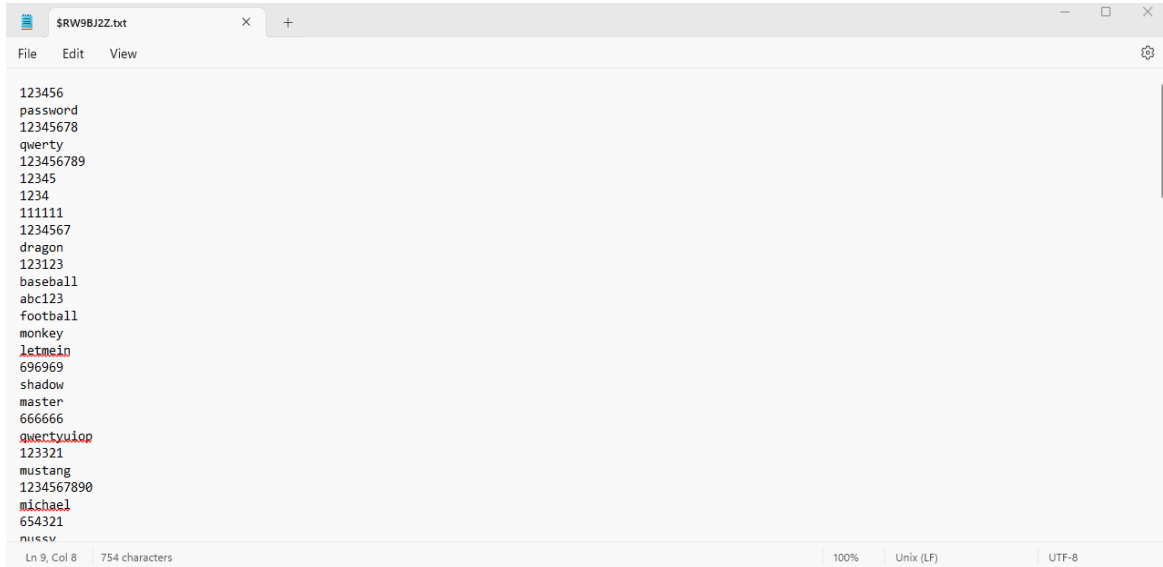 $RW9BJ2Z.txt
File Edit View
123456
password
12345678
qwerty
123456789
12345
1234
111111
1234567
dragon
123123
baseball
abc123
football
monkey
letmein
696969
shadow
master
666666
qwertyuiop
123321
mustang
1234567890
michael
654321
pussy
Ln 9, Col 8 754 characters 100% Unix (LF) UTF-8